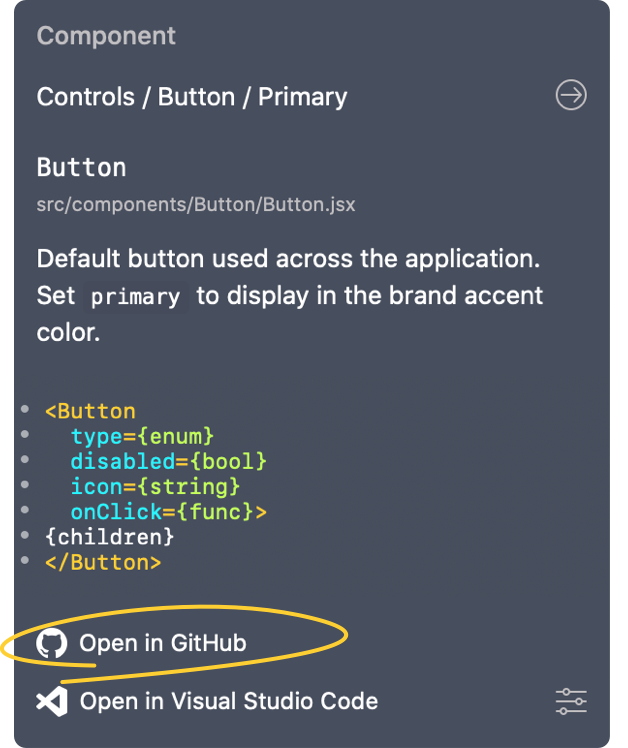 Component
Controls / Button / Primary
Button
src/components/Button/Button.jsx
Default button used across the application.
Set primary to display in the brand accent
color.
<Button
type={enum}
disabled={bool}
icon={string}
onClick={func}>
{children}
</Button>
Open in GitHub
Open in Visual Studio Code